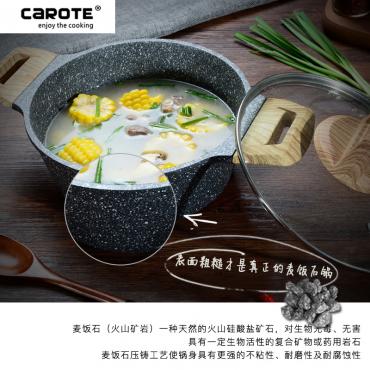 CAROTE®
enjoy the cooking
表面粗糙才是真正的麦饭石锅
麦饭石（火山矿岩）一种天然的火山硅酸盐矿石，对生物无毒、无害
具有一定生物活性的复合矿物或药用岩石
麦饭石压铸工艺使锅身具有更强的不粘性、耐磨性及耐腐蚀性